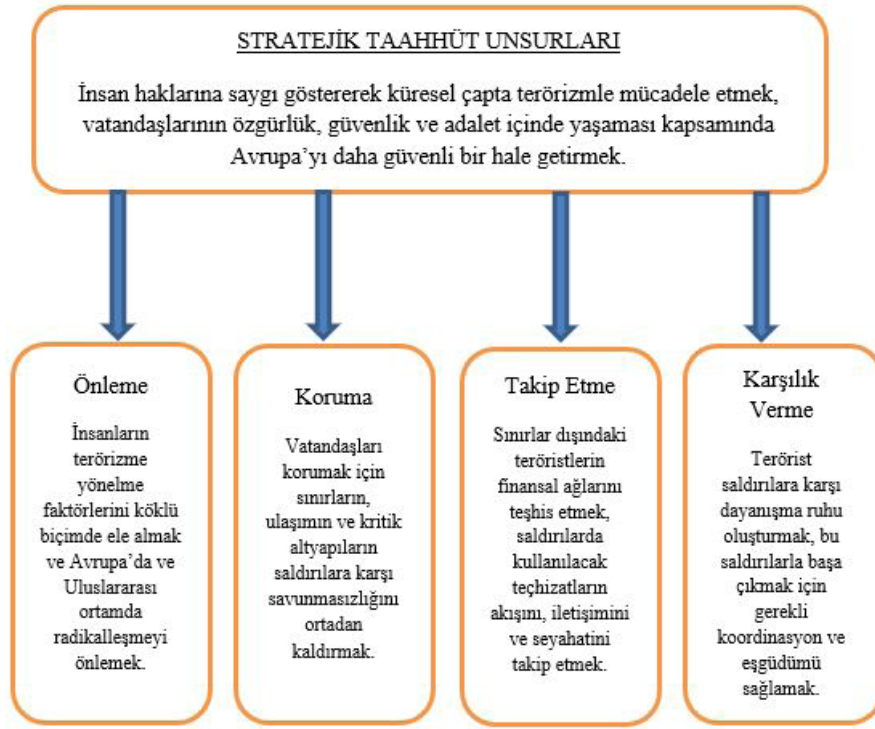 STRATEJİK TAAHHÜT UNSURLARI
İnsan haklarına saygı göstererek küresel çapta terörizmle mücadele etmek,
vatandaşlarının özgürlük, güvenlik ve adalet içinde yaşaması kapsamında
Avrupa’yı daha güvenli bir hale getirmek.
Önleme
İnsanların
terörizme
yönelme
faktörlerini köklü
biçimde ele almak
ve Avrupa’da ve
Uluslararası
ortamda
radikalleşmeyi
önlemek.
Koruma
Vatandaşları
korumak için
sınırların,
ulaşımın ve kritik
altyapıların
saldırılara karşı
savunmasızlığını
ortadan
kaldırmak.
Takip Etme
Sınırlar dışındaki
teröristlerin
finansal ağlarını
teşhis etmek,
saldırılarda
kullanılacak
teçhizatların
akışını, iletişimini
ve seyahatini
takip etmek.
Karşılık
Verme
Terörist
saldırılara karşı
dayanışma ruhu
oluşturmak, bu
saldırılarla başa
çıkmak için
gerekli
koordinasyon ve
eşgüdümü
sağlamak.